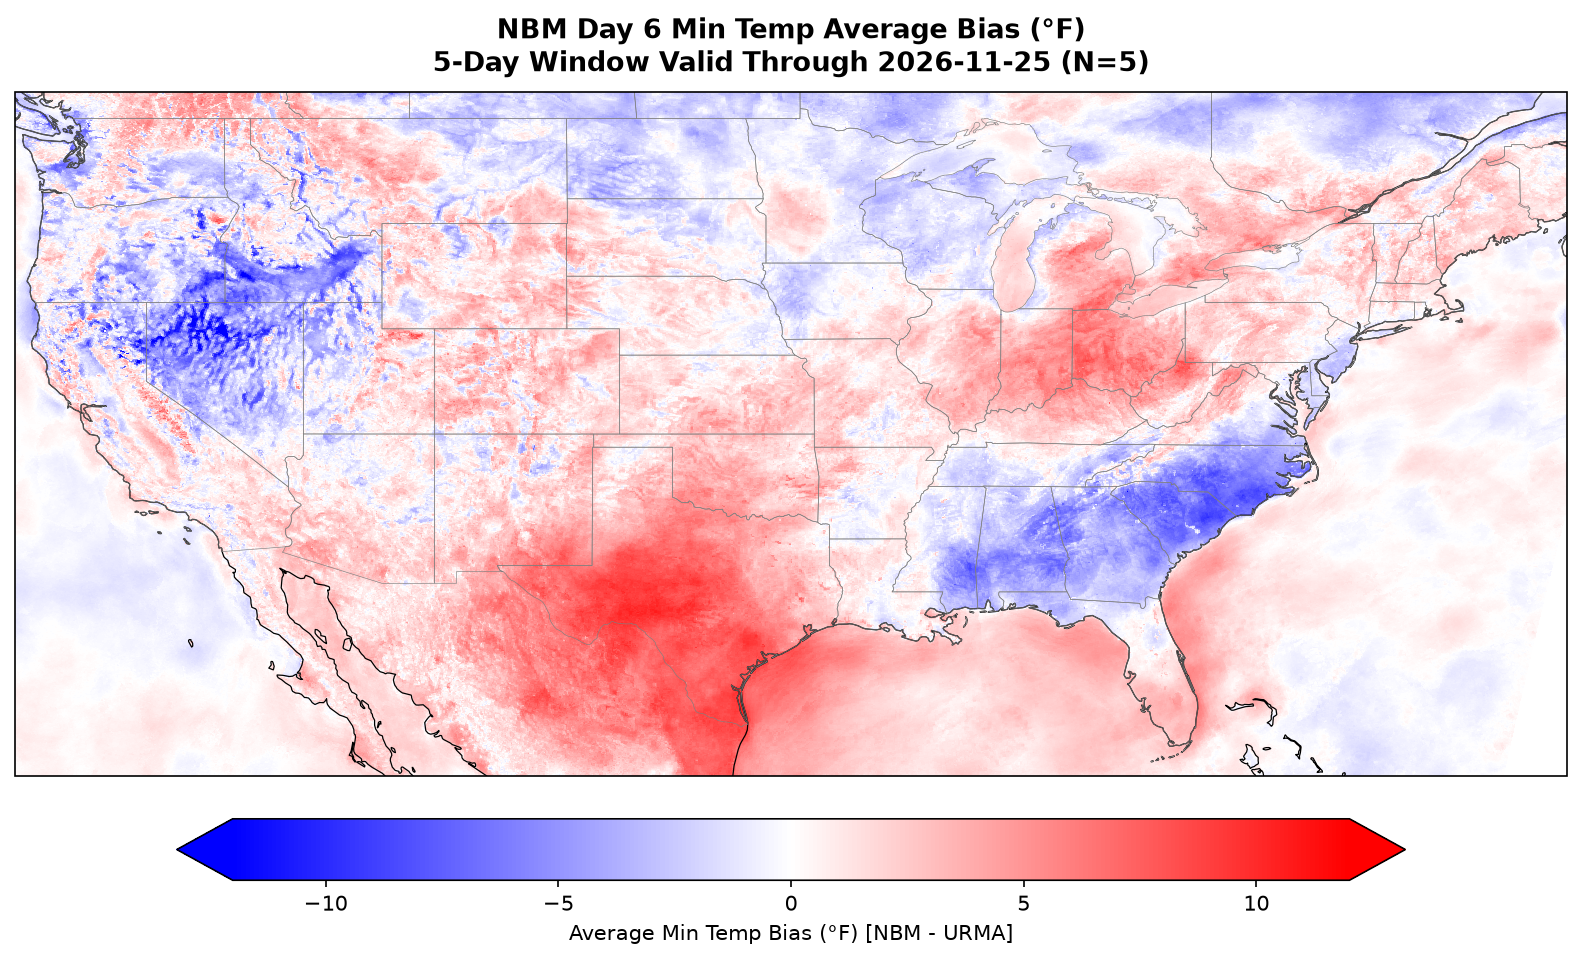 NBM Day 6 Min Temp Average Bias (°F)
5-Day Window Valid Through 2026-11-25 (N=5)
−10 −5 0 5 10
Average Min Temp Bias (°F) [NBM - URMA]